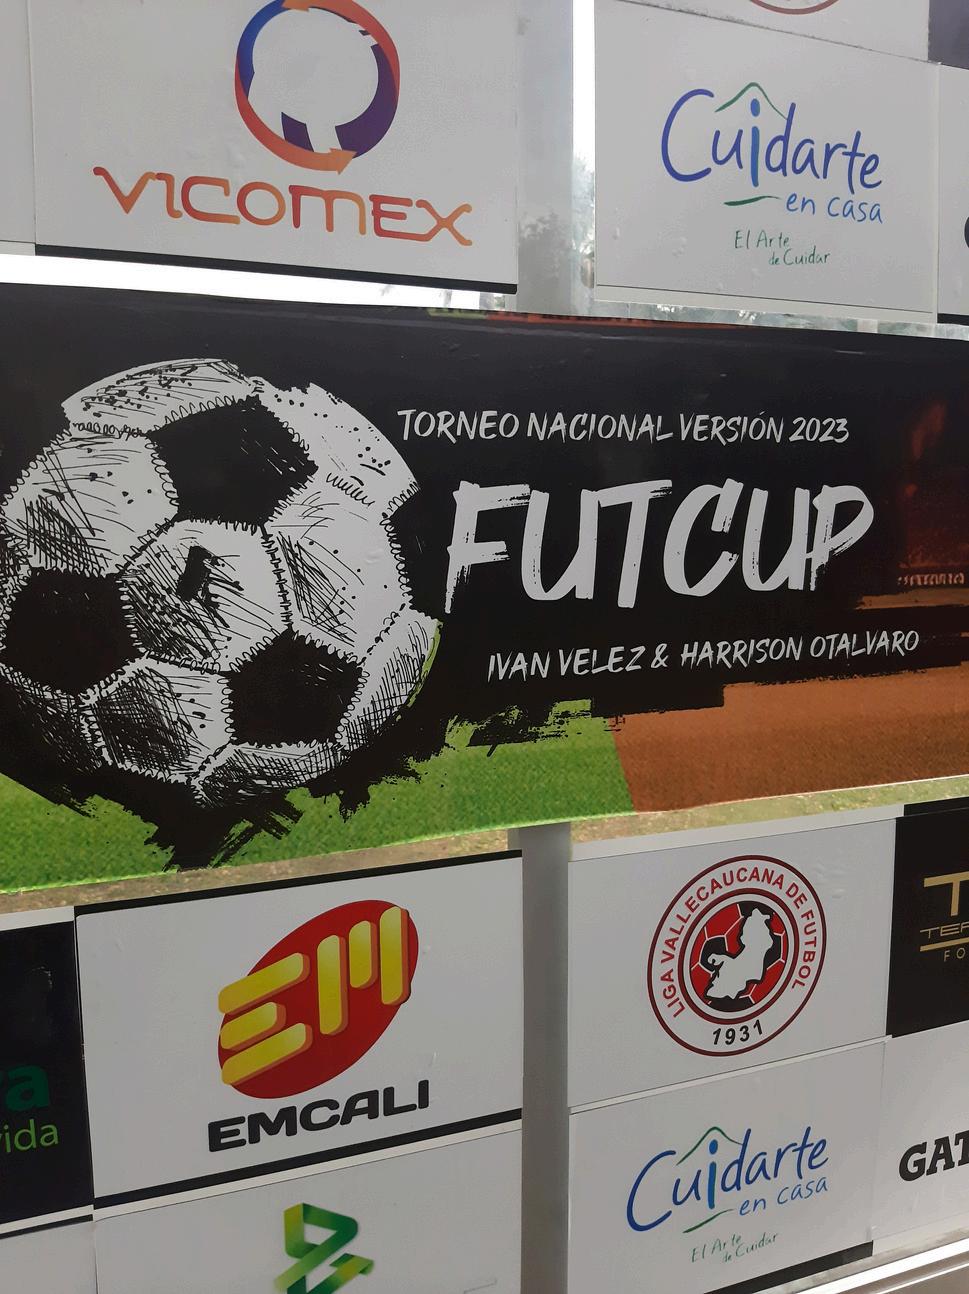 VICOMEX
Cuidarte
en casa
El Arte
de Cuidar
TORNEO NACIONAL VERSIÓN 2023
FUTCUP
IVAN VELEZ & HARRISON OTALVARO
EM
EMCALI
LIGA VALLECAUCANA DE FUTBOL
1931
Cuidarte
en casa
El Arte
de Cuidar